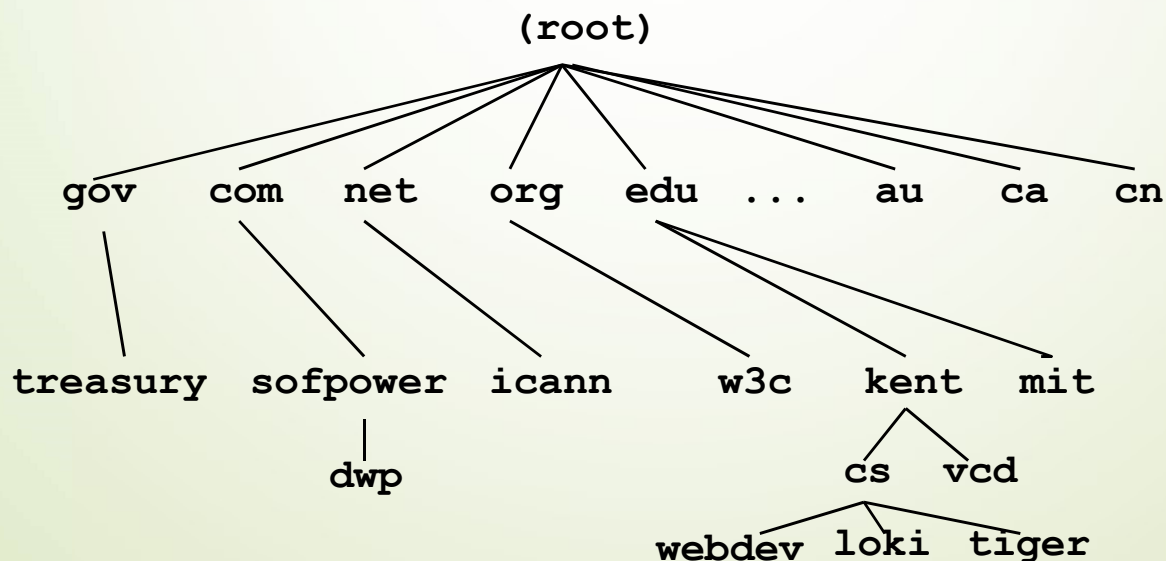 (root)
gov com net org edu ... au ca cn
treasury sofpower icann w3c kent mit
dwp cs vcd
webdev loki tiger